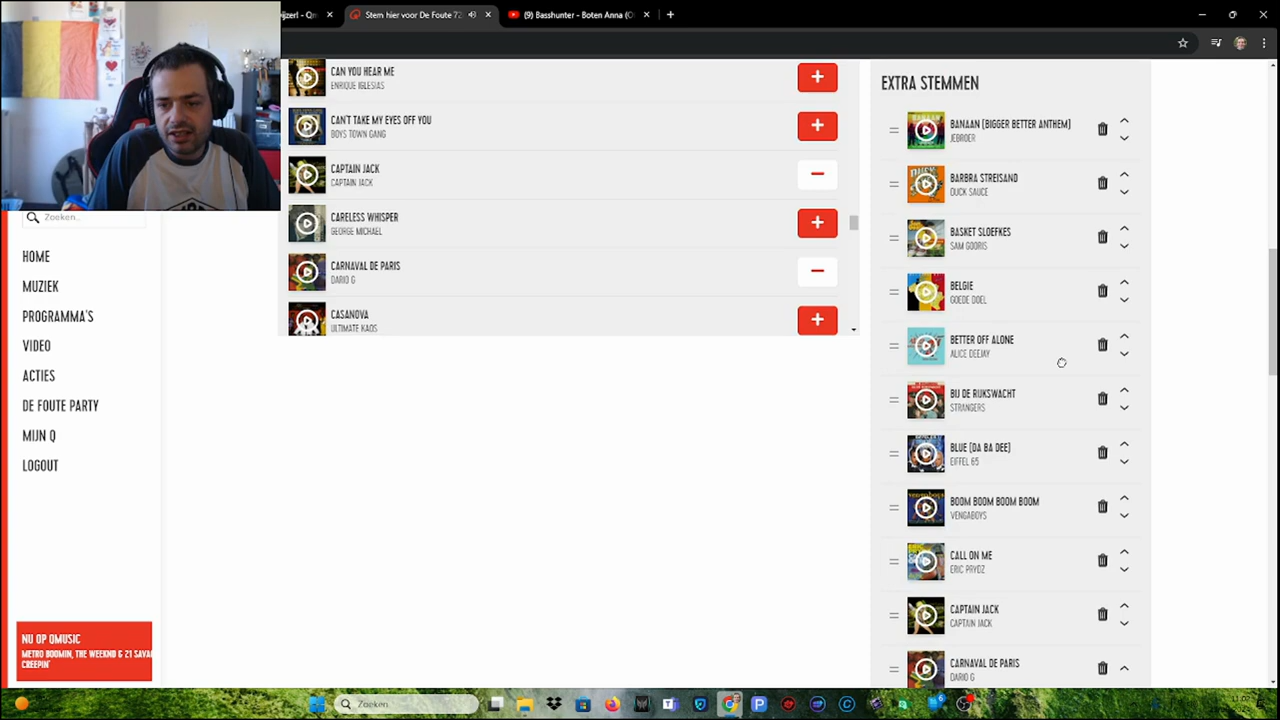 Stem hier voor De Foute 72
(9) Basshunter - Boten Anna (O
CAN YOU HEAR ME
ENRIQUE IGLESIAS
CAN'T TAKE MY EYES OFF YOU
BOYS TOWN GANG
CAPTAIN JACK
CAPTAIN JACK
CARELESS WHISPER
GEORGE MICHAEL
CARNAVAL DE PARIS
DARIO G
CASANOVA
ULTIMATE KAOS
EXTRA STEMMEN
BANAAN (BIGGER BETTER ANTHEM)
JEBROER
BARBRA STREISAND
DUCK SAUCE
BASKET SLOEFKES
SAM GOORIS
BELGIE
GOEDE DOEL
BETTER OFF ALONE
ALICE DEEJAY
BIJ DE RIJKSWACHT
STRANGERS
BLUE (DA BA DEE)
EIFFEL 65
BOOM BOOM BOOM BOOM
VENGABOYS
CALL ON ME
ERIC PRYDZ
CAPTAIN JACK
CAPTAIN JACK
CARNAVAL DE PARIS
DARIO G
Zoeken..
HOME
MUZIEK
PROGRAMMA'S
VIDEO
ACTIES
DE FOUTE PARTY
MIJN Q
LOGOUT
NU OP QMUSIC
METRO BOOMIN, THE WEEKND & 21 SAVA
CREEPIN'
Zoeken